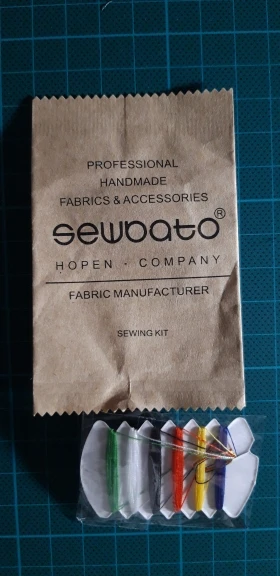 PROFESSIONAL
HANDMADE
FABRICS & ACCESSORIES
sewbato®
HOPEN · COMPANY
FABRIC MANUFACTURER
SEWING KIT